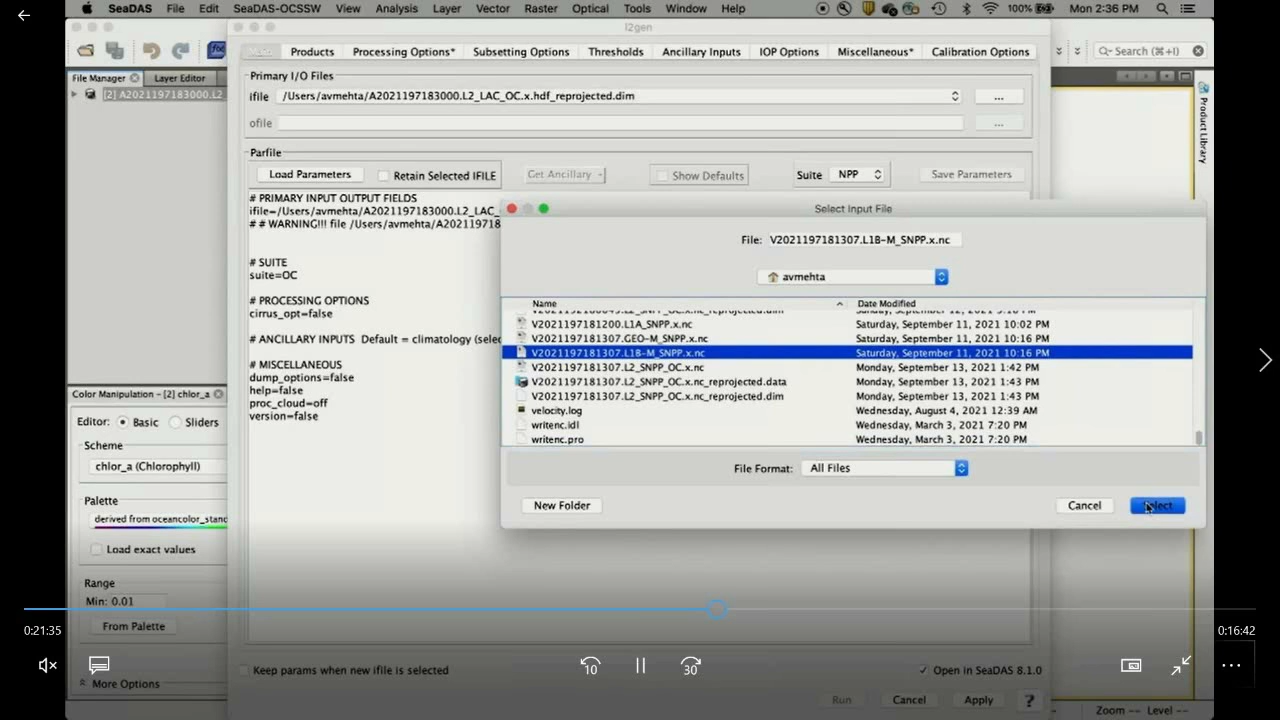 SeaDAS File Edit SeaDAS-OCSSW View Analysis Layer Vector Raster Optical Tools Window Help 100% Mon 2:36 PM
l2gen
Main Products Processing Options* Subsetting Options Thresholds Ancillary Inputs IOP Options Miscellaneous* Calibration Options
Search (⌘+I)
File Manager Layer Editor
[2] A2021197183000.L2
Product Library
Primary I/O Files
ifile /Users/avmehta/A2021197183000.L2_LAC_OC.x.hdf_reprojected.dim ...
ofile ...
Parfile
Load Parameters Retain Selected IFILE Get Ancillary Show Defaults Suite NPP Save Parameters
# PRIMARY INPUT OUTPUT FIELDS
ifile=/Users/avmehta/A2021197183000.L2_LAC_
# # WARNING!!! file /Users/avmehta/A202119718
# SUITE
suite=OC
# PROCESSING OPTIONS
cirrus_opt=false
# ANCILLARY INPUTS Default = climatology (selec
# MISCELLANEOUS
dump_options=false
help=false
proc_cloud=off
version=false
Select Input File
File: V2021197181307.L1B-M_SNPP.x.nc
avmehta
Name Date Modified
V2021197181200.L1A_SNPP.x.nc Saturday, September 11, 2021 10:02 PM
V2021197181307.GEO-M_SNPP.x.nc Saturday, September 11, 2021 10:16 PM
V2021197181307.L1B-M_SNPP.x.nc Saturday, September 11, 2021 10:16 PM
V2021197181307.L2_SNPP_OC.x.nc Monday, September 13, 2021 1:42 PM
V2021197181307.L2_SNPP_OC.x.nc_reprojected.data Monday, September 13, 2021 1:43 PM
V2021197181307.L2_SNPP_OC.x.nc_reprojected.dim Monday, September 13, 2021 1:43 PM
velocity.log Wednesday, August 4, 2021 12:39 AM
writenc.idl Wednesday, March 3, 2021 7:20 PM
writenc.pro Wednesday, March 3, 2021 7:20 PM
File Format: All Files
New Folder Cancel Select
Color Manipulation - [2] chlor_a
Editor: Basic Sliders
Scheme
chlor_a (Chlorophyll)
Palette
derived from oceancolor_stand
Load exact values
Range
Min: 0.01
From Palette
More Options
0:21:35 0:16:42
10 30
Keep params when new ifile is selected Open in SeaDAS 8.1.0
Run Cancel Apply ?
Zoom -- Level --